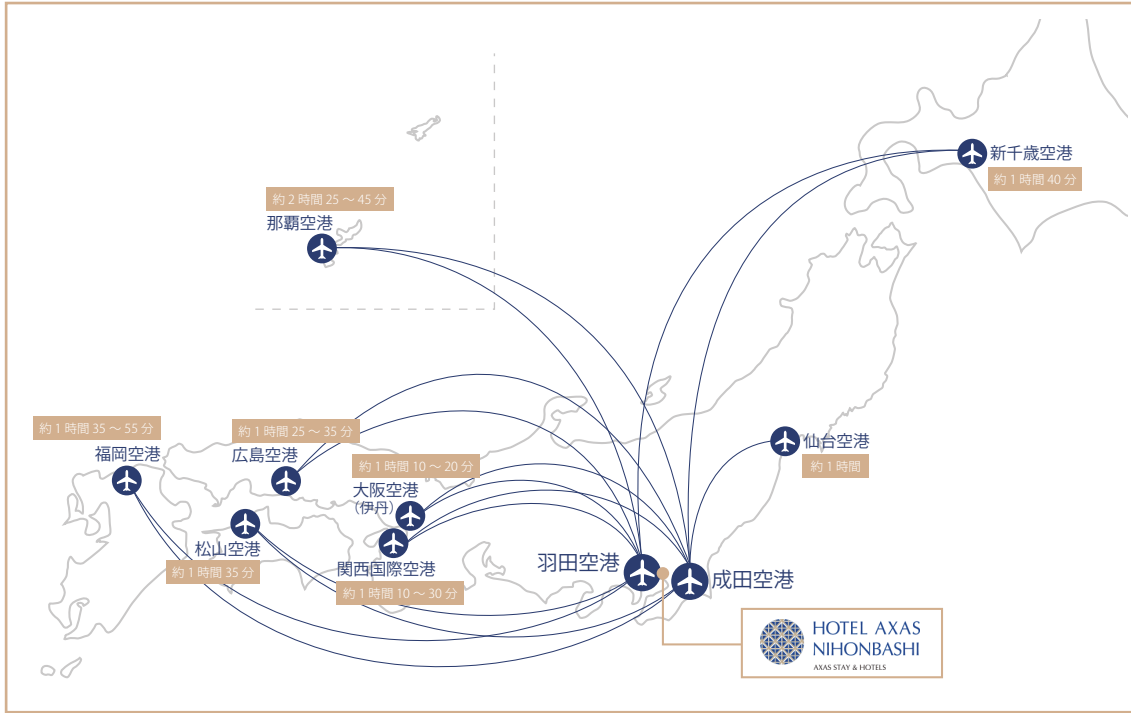 新千歳空港
約 1 時間 40 分
約 2 時間 25 ～ 45 分
那覇空港
約 1 時間 35 ～ 55 分
福岡空港
約 1 時間 25 ～ 35 分
広島空港
仙台空港
約 1 時間
約 1 時間 10 ～ 20 分
大阪空港
（伊丹）
松山空港
約 1 時間 35 分
関西国際空港
約 1 時間 10 ～ 30 分
羽田空港
成田空港
HOTEL AXAS
NIHONBASHI
AXAS STAY & HOTELS